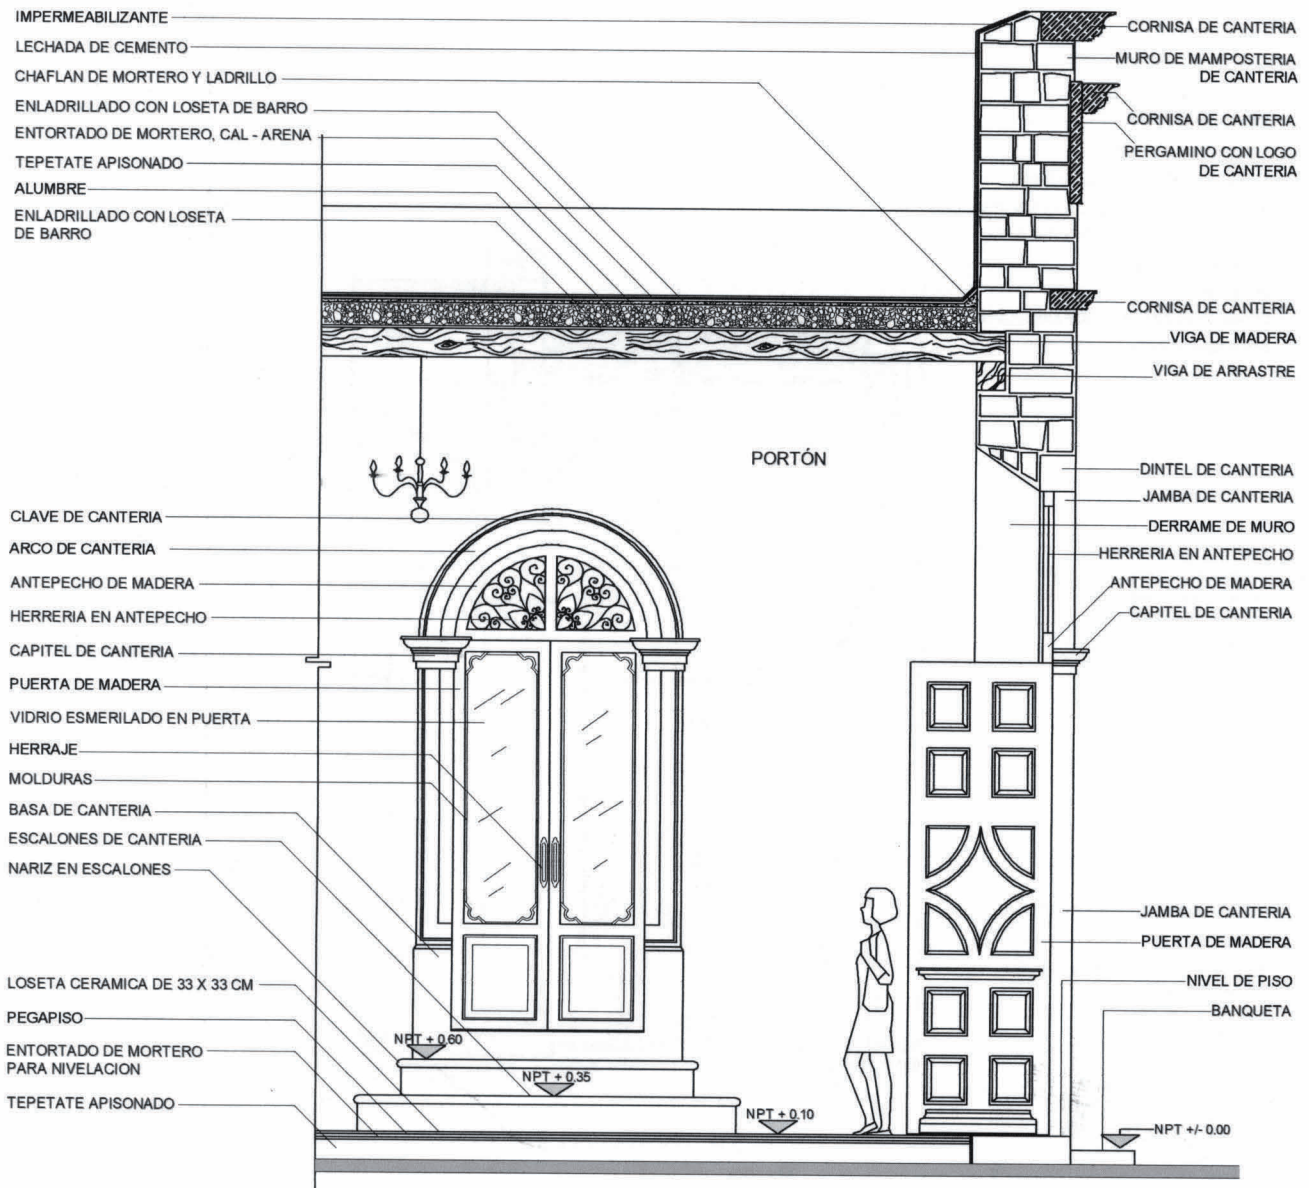 IMPERMEABILIZANTE
LECHADA DE CEMENTO
CHAFLAN DE MORTERO Y LADRILLO
ENLADRILLADO CON LOSETA DE BARRO
ENTORTADO DE MORTERO, CAL - ARENA
TEPETATE APISONADO
ALUMBRE
ENLADRILLADO CON LOSETA
DE BARRO
CORNISA DE CANTERIA
MURO DE MAMPOSTERIA
DE CANTERIA
CORNISA DE CANTERIA
PERGAMINO CON LOGO
DE CANTERIA
CORNISA DE CANTERIA
VIGA DE MADERA
VIGA DE ARRASTRE
PORTÓN
CLAVE DE CANTERIA
ARCO DE CANTERIA
ANTEPECHO DE MADERA
HERRERIA EN ANTEPECHO
CAPITEL DE CANTERIA
PUERTA DE MADERA
VIDRIO ESMERILADO EN PUERTA
HERRAJE
MOLDURAS
BASA DE CANTERIA
ESCALONES DE CANTERIA
NARIZ EN ESCALONES
LOSETA CERAMICA DE 33 X 33 CM
PEGAPISO
ENTORTADO DE MORTERO
PARA NIVELACION
TEPETATE APISONADO
DINTEL DE CANTERIA
JAMBA DE CANTERIA
DERRAME DE MURO
HERRERIA EN ANTEPECHO
ANTEPECHO DE MADERA
CAPITEL DE CANTERIA
JAMBA DE CANTERIA
PUERTA DE MADERA
NIVEL DE PISO
BANQUETA
NPT + 0.60
NPT + 0.35
NPT + 0.10
NPT +/- 0.00